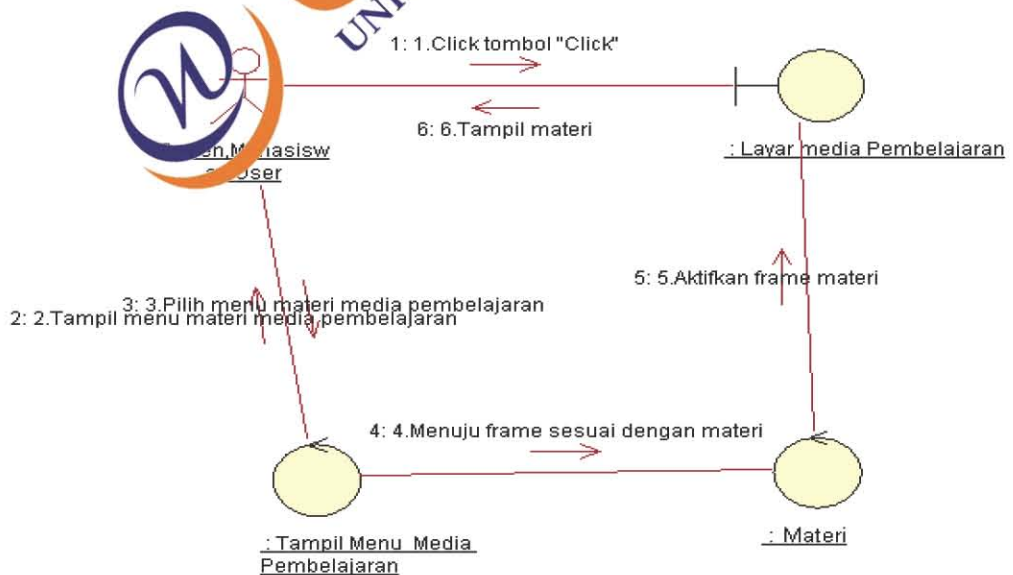 1: 1.Click tombol "Click"
6: 6.Tampil materi
: Layar media Pembelajaran
User
3: 3.Pilih menu materi media pembelajaran
2: 2.Tampil menu materi media pembelajaran
5: 5.Aktifkan frame materi
4: 4.Menuju frame sesuai dengan materi
: Tampil Menu Media
Pembelajaran
: Materi